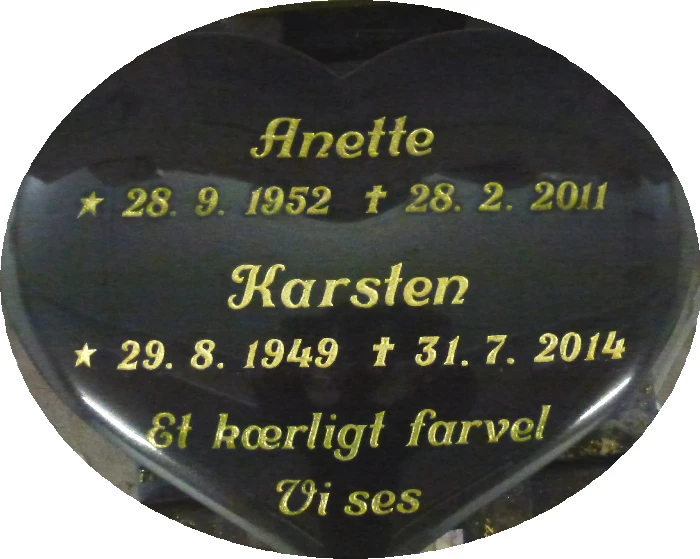 Anette
★ 28. 9. 1952 ✝ 28. 2. 2011
Karsten
★ 29. 8. 1949 ✝ 31. 7. 2014
Et kærligt farvel
Vi ses